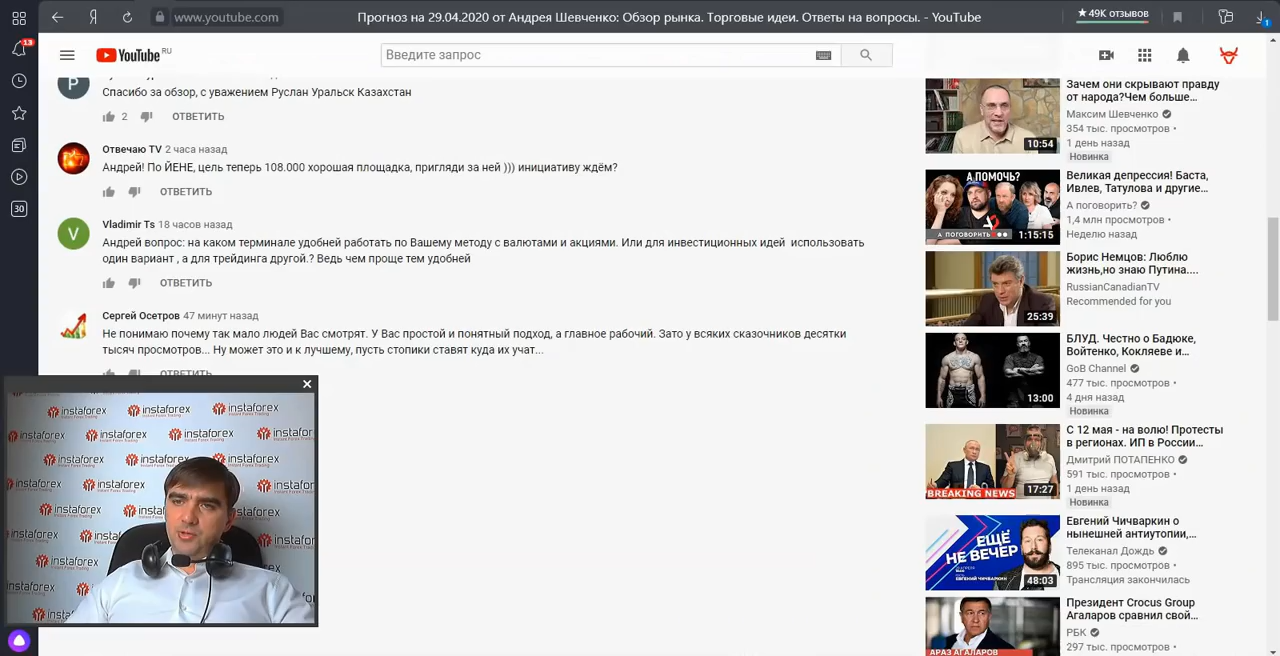 www.youtube.com
Прогноз на 29.04.2020 от Андрея Шевченко: Обзор рынка. Торговые идеи. Ответы на вопросы. - YouTube
49K отзывов
13
1
YouTube RU
Введите запрос
P
Спасибо за обзор, с уважением Руслан Уральск Казахстан
2 ОТВЕТИТЬ
Отвечаю TV 2 часа назад
Андрей! По ЙЕНЕ, цель теперь 108.000 хорошая площадка, пригляди за ней ))) инициативу ждём?
ОТВЕТИТЬ
30
V
Vladimir Ts 18 часов назад
Андрей вопрос: на каком терминале удобней работать по Вашему методу с валютами и акциями. Или для инвестиционных идей использовать
один вариант , а для трейдинга другой.? Ведь чем проще тем удобней
ОТВЕТИТЬ
Сергей Осетров 47 минут назад
Не понимаю почему так мало людей Вас смотрят. У Вас простой и понятный подход, а главное рабочий. Зато у всяких сказочников десятки
тысяч просмотров... Ну может это и к лучшему, пусть стопики ставят куда их учат...
ОТВЕТИТЬ
instaforex
Instant Forex Trading
Зачем они скрывают правду
от народа?Чем больше...
Максим Шевченко
354 тыс. просмотров •
1 день назад
Новинка
10:54
Великая депрессия! Баста,
Ивлев, Татулова и другие...
А поговорить?
1,4 млн просмотров •
Неделю назад
А ПОМОЧЬ?
А ПОГОВОРИТЬ
1:15:15
Борис Немцов: Люблю
жизнь,но знаю Путина....
RussianCanadianTV
Recommended for you
25:39
БЛУД. Честно о Бадюке,
Войтенко, Кокляеве и...
GoB Channel
477 тыс. просмотров •
4 дня назад
Новинка
13:00
С 12 мая - на волю! Протесты
в регионах. ИП в России...
Дмитрий ПОТАПЕНКО
591 тыс. просмотров •
1 день назад
Новинка
BREAKING NEWS
17:27
Евгений Чичваркин о
нынешней антиутопии,...
Телеканал Дождь
895 тыс. просмотров •
Трансляция закончилась
ЕЩЁ
НЕ ВЕЧЕР
48:03
Президент Crocus Group
Агаларов сравнил свой...
РБК
297 тыс. просмотров •
АРАЗ АГАЛАРОВ